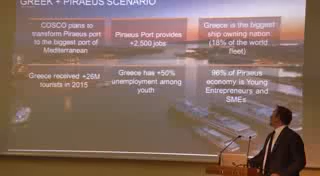 GREEK + PIRAEUS SCENARIO
COSCO plans to
transform Piraeus port
to the biggest port of
Mediterranean
Piraeus Port provides
+2,500 jobs
Greece is the biggest
ship owning nation
(18% of the world
fleet)
Greece received +26M
tourists in 2015
Greece has +50%
unemployment among
youth
96% of Piraeus
economy is Young
Entrepreneurs and
SMEs